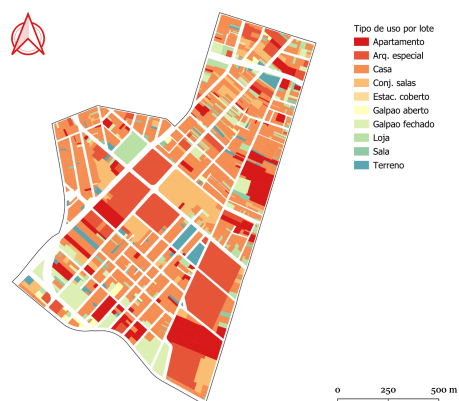 Tipo de uso por lote
Apartamento
Arq. especial
Casa
Conj. salas
Estac. coberto
Galpao aberto
Galpao fechado
Loja
Sala
Terreno
0 250 500 m